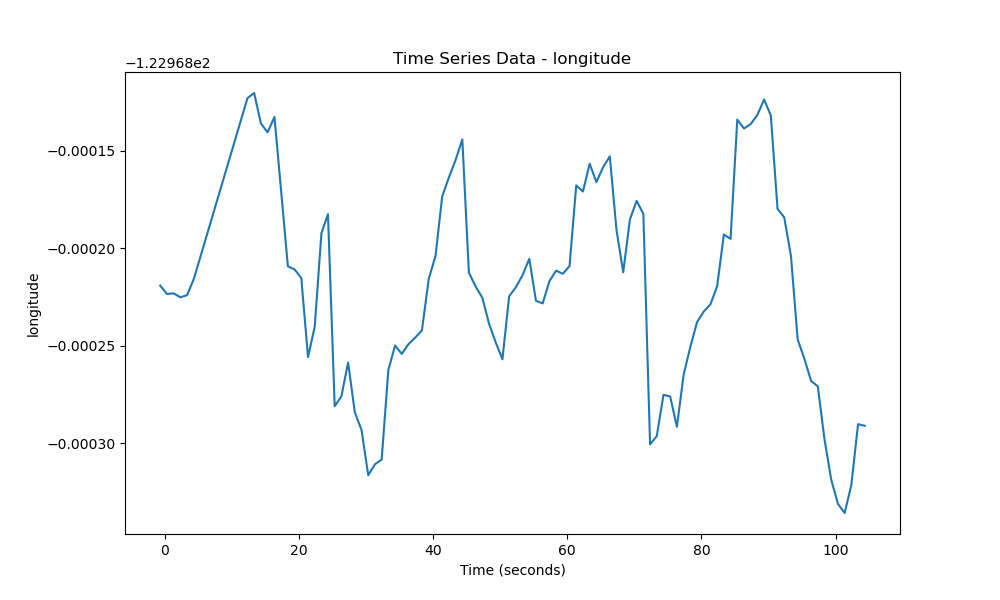 Time Series Data - longitude
−1.22968e2
−0.00015
−0.00020
−0.00025
−0.00030
longitude
0 20 40 60 80 100
Time (seconds)